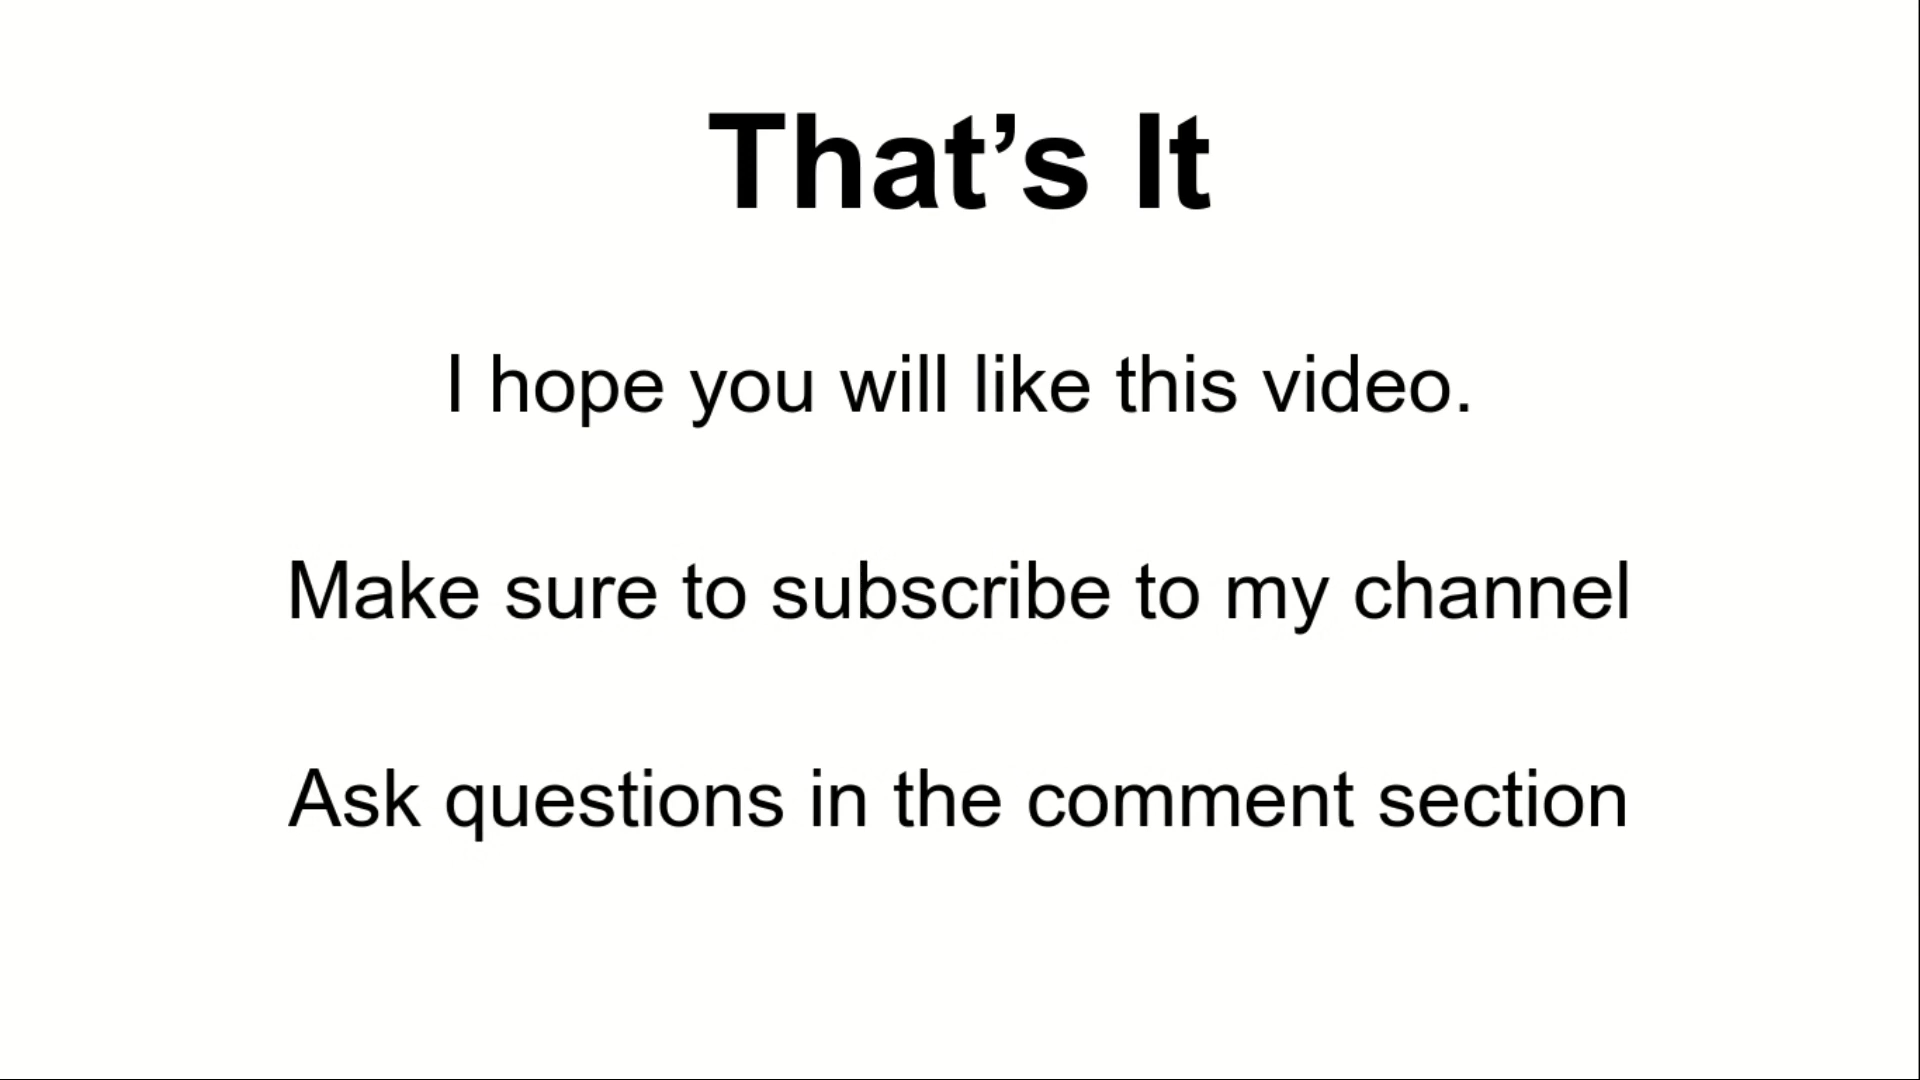 That’s It
I hope you will like this video.
Make sure to subscribe to my channel
Ask questions in the comment section